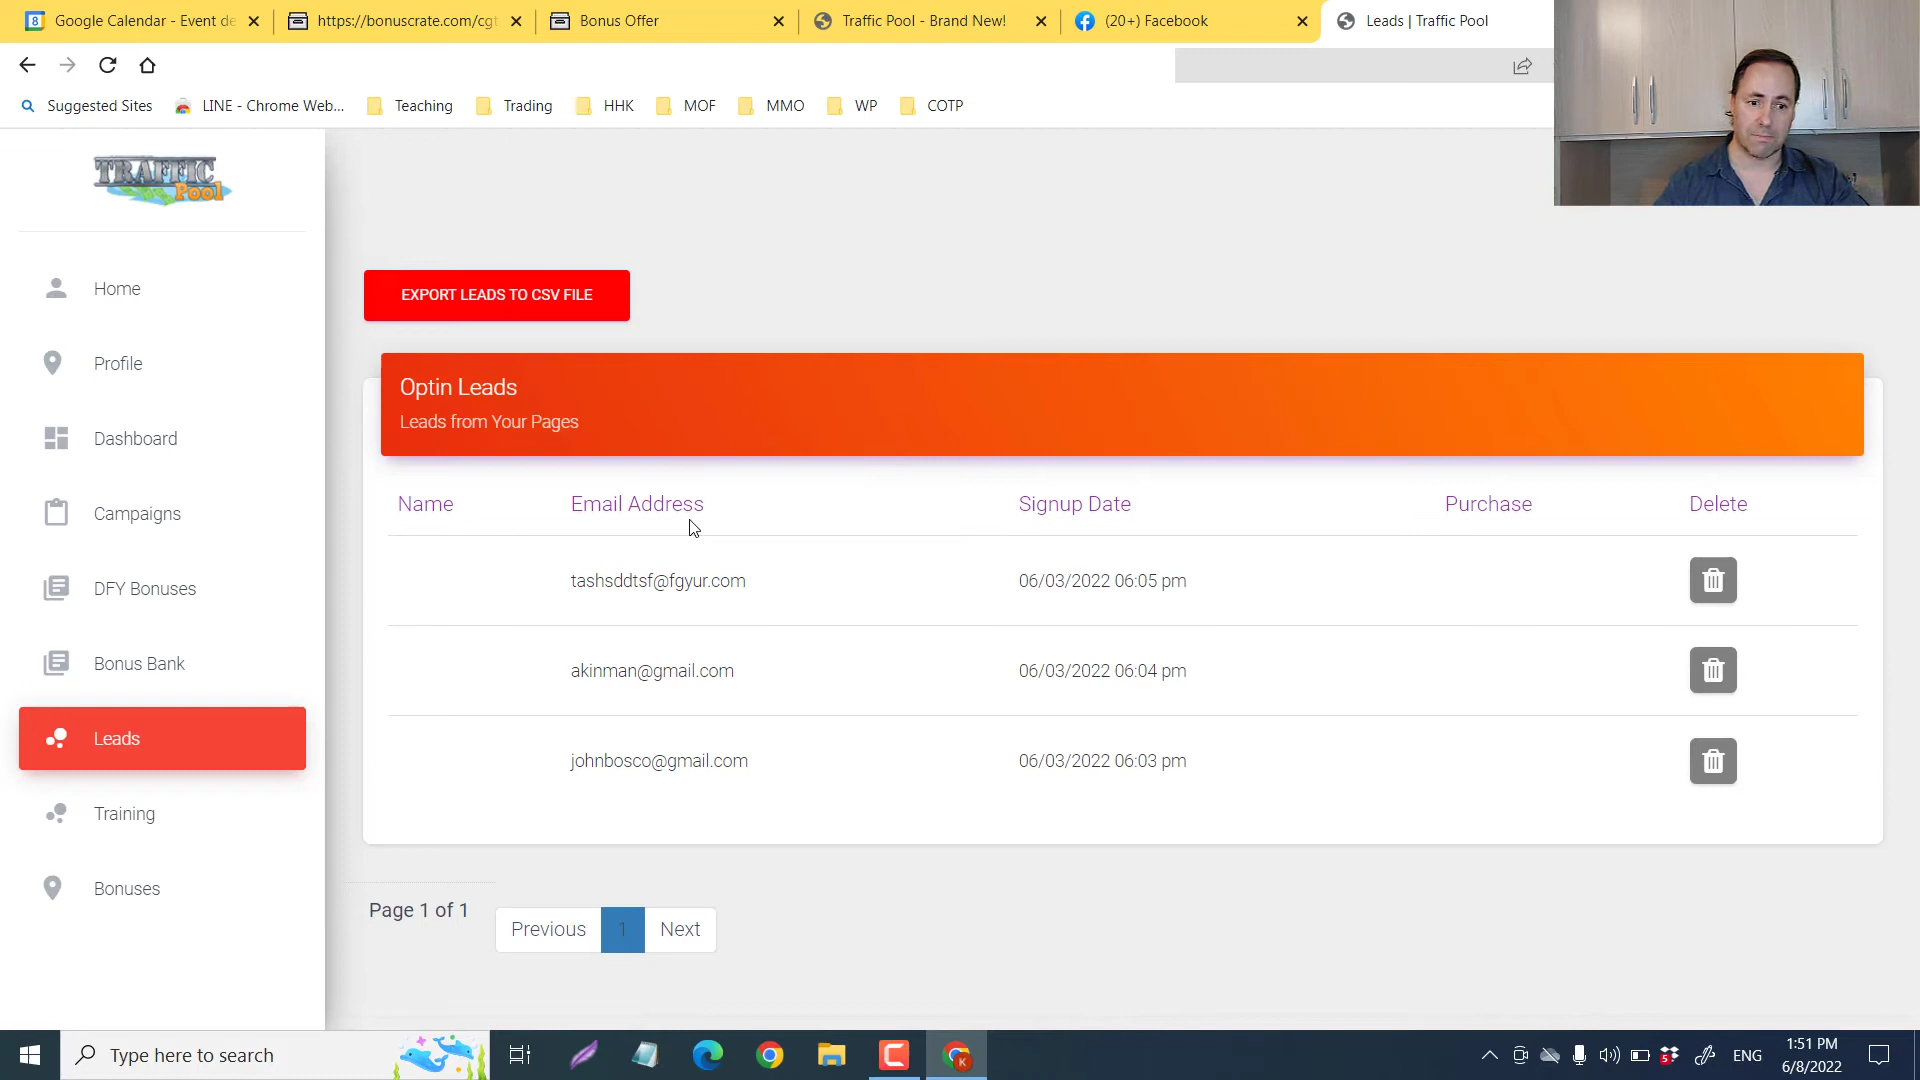 Google Calendar - Event de
https://bonuscrate.com/cgt
Bonus Offer
Traffic Pool - Brand New!
(20+) Facebook
Leads | Traffic Pool
Suggested Sites
LINE - Chrome Web...
Teaching
Trading
HHK
MOF
MMO
WP
COTP
TRAFFIC
Pool
Home
Profile
Dashboard
Campaigns
DFY Bonuses
Bonus Bank
Leads
Training
Bonuses
EXPORT LEADS TO CSV FILE
Optin Leads
Leads from Your Pages
Name Email Address Signup Date Purchase Delete
tashsddtsf@fgyur.com 06/03/2022 06:05 pm
akinman@gmail.com 06/03/2022 06:04 pm
johnbosco@gmail.com 06/03/2022 06:03 pm
Page 1 of 1
Previous 1 Next
Type here to search
ENG
1:51 PM
6/8/2022